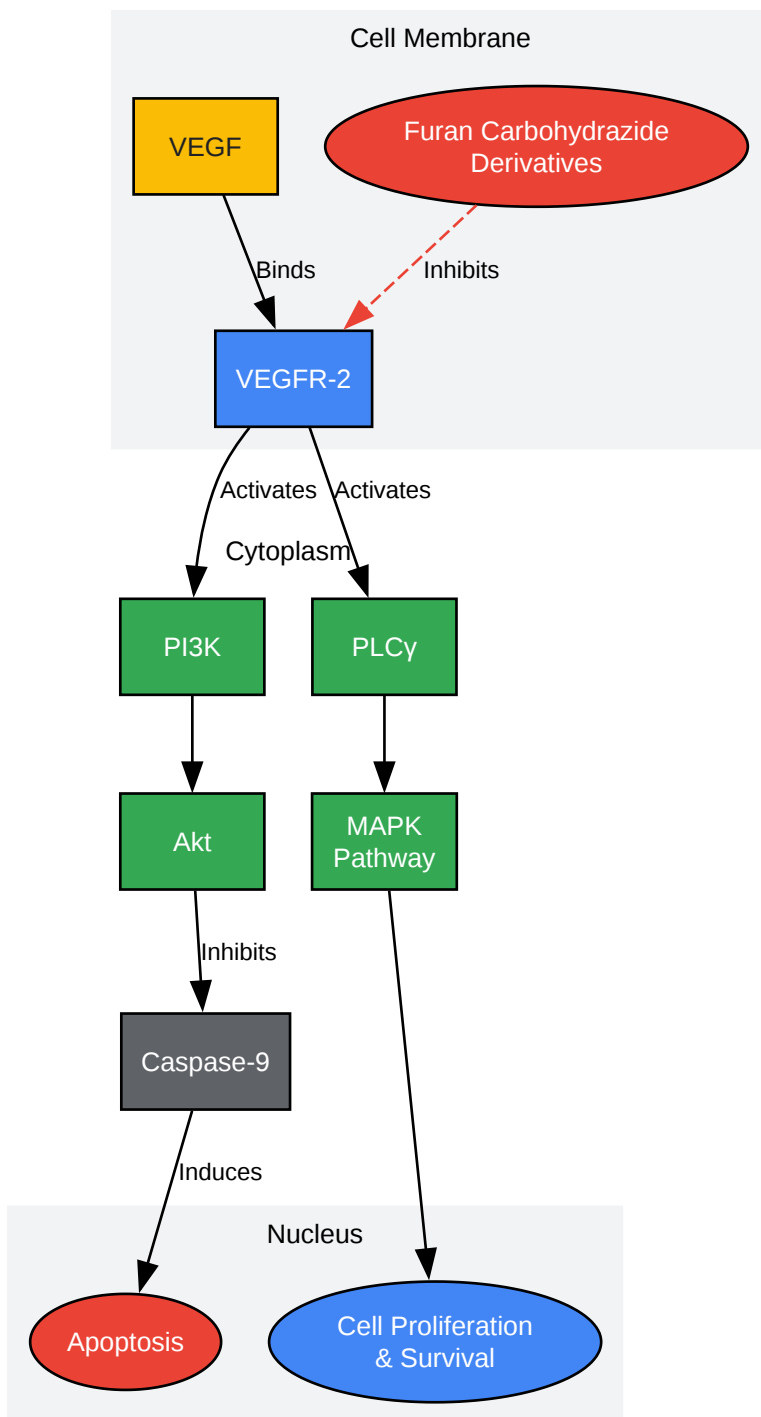 Cell Membrane
VEGF
Furan Carbohydrazide
Derivatives
Binds
Inhibits
VEGFR-2
Activates
Activates
Cytoplasm
PI3K
PLCγ
Akt
MAPK
Pathway
Inhibits
Caspase-9
Induces
Nucleus
Apoptosis
Cell Proliferation
& Survival